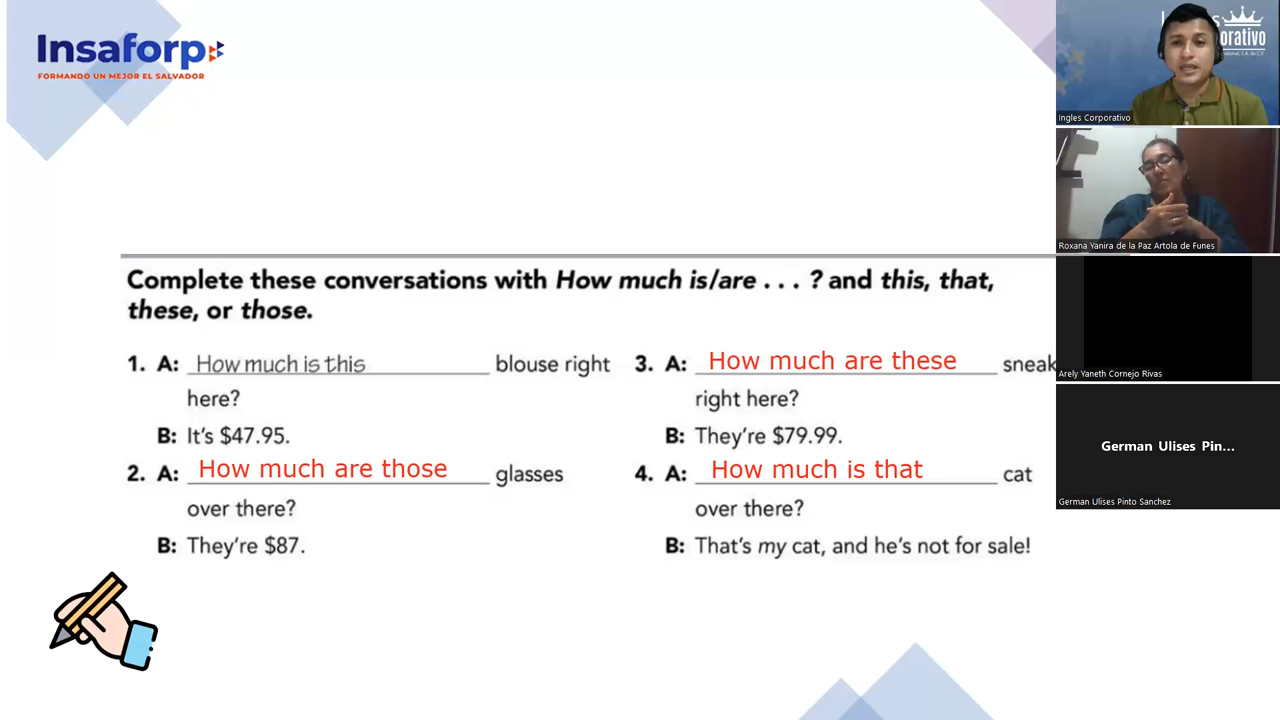 Insaforp
FORMANDO UN MEJOR EL SALVADOR
Complete these conversations with How much is/are . . . ? and this, that,
these, or those.
1. A: How much is this blouse right
here?
B: It's $47.95.
2. A: How much are those glasses
over there?
B: They're $87.
3. A: How much are these sneak
right here?
B: They're $79.99.
4. A: How much is that cat
over there?
B: That's my cat, and he's not for sale!
Ingles Corporativo
Roxana Yanira de la Paz Artola de Funes
Arely Yaneth Cornejo Rivas
German Ulises Pin...
German Ulises Pinto Sanchez